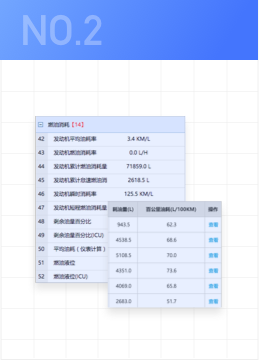 NO.2
燃油消耗【14】
42 发动机平均油耗率 3.4 KM/L
43 发动机燃油消耗率 0.0 L/H
44 发动机累计燃油消耗量 71859.0 L
45 发动机累计怠速燃油消 2618.5 L
46 发动机瞬时消耗率 125.5 KM/L
47 发动机短程燃油消耗量
48 剩余油量百分比
49 剩余油量百分比(ICU)
50 平均油耗（仪表计算）
51 燃油液位
52 燃油液位(ICU)
耗油量(L) 百公里油耗(L/100KM) 操作
943.5 62.3 查看
4538.5 68.6 查看
5108.5 70.0 查看
4351.0 73.6 查看
4069.0 65.8 查看
2683.0 51.7 查看